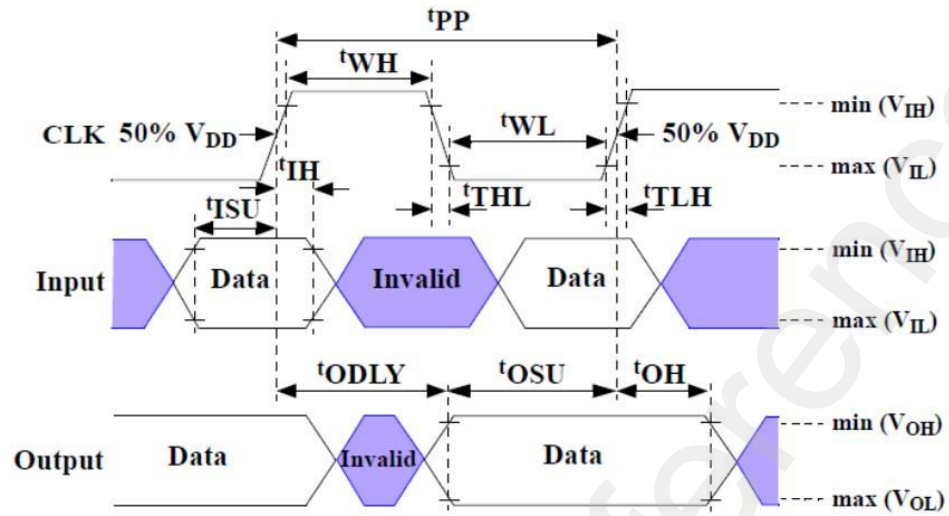 tPP
tWH
min (VIH)
CLK 50% VDD
tWL
50% VDD
tIH
max (VIL)
tISU
tTHL
tTLH
min (VIH)
Input
Data
Invalid
Data
max (VIL)
tODLY
tOSU
tOH
min (VOH)
Output
Data
Invalid
Data
max (VOL)